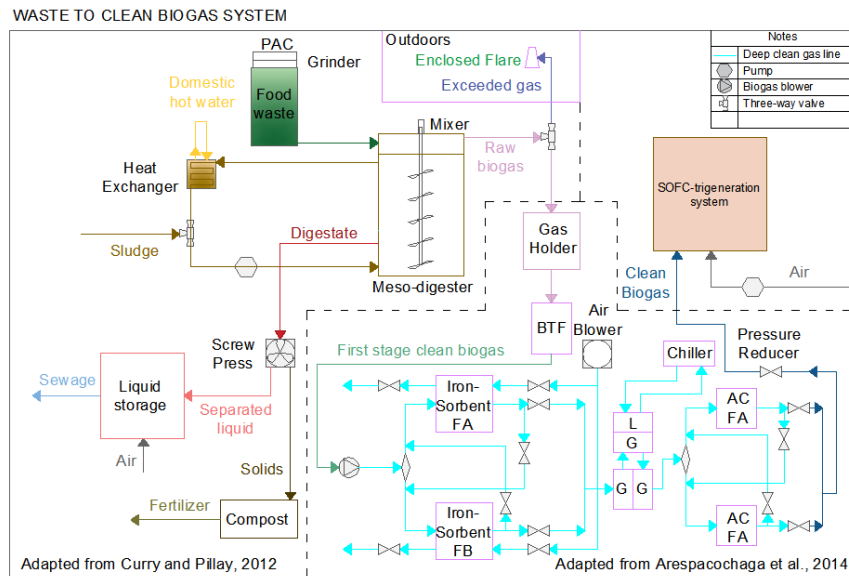 WASTE TO CLEAN BIOGAS SYSTEM
PAC
Grinder
Food
waste
Domestic
hot water
Heat
Exchanger
Sludge
Mixer
Meso-digester
Digestate
Raw
biogas
Outdoors
Enclosed Flare
Exceeded gas
Notes
Deep clean gas line
Pump
Biogas blower
Three-way valve
SOFC-trigeneration
system
Clean
Biogas
Air
Gas
Holder
BTF
Air
Blower
First stage clean biogas
Screw
Press
Sewage
Liquid
storage
Separated
liquid
Air
Solids
Fertilizer
Compost
Iron-
Sorbent
FA
Iron-
Sorbent
FB
Chiller
L
G
G G
Pressure
Reducer
AC
FA
AC
FA
Adapted from Curry and Pillay, 2012
Adapted from Arespacochaga et al., 2014